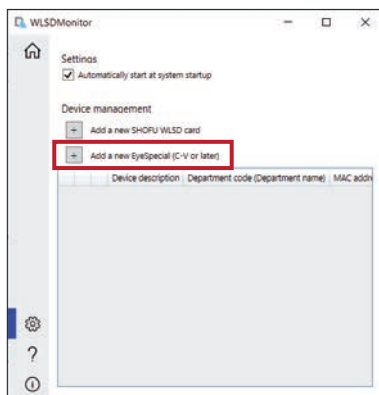 WLSDMonitor
Settings
Automatically start at system startup
Device management
+ Add a new SHOFU WLSD card
+ Add a new EyeSpecial (C-V or later)
Device description Department code (Department name) MAC addre
?